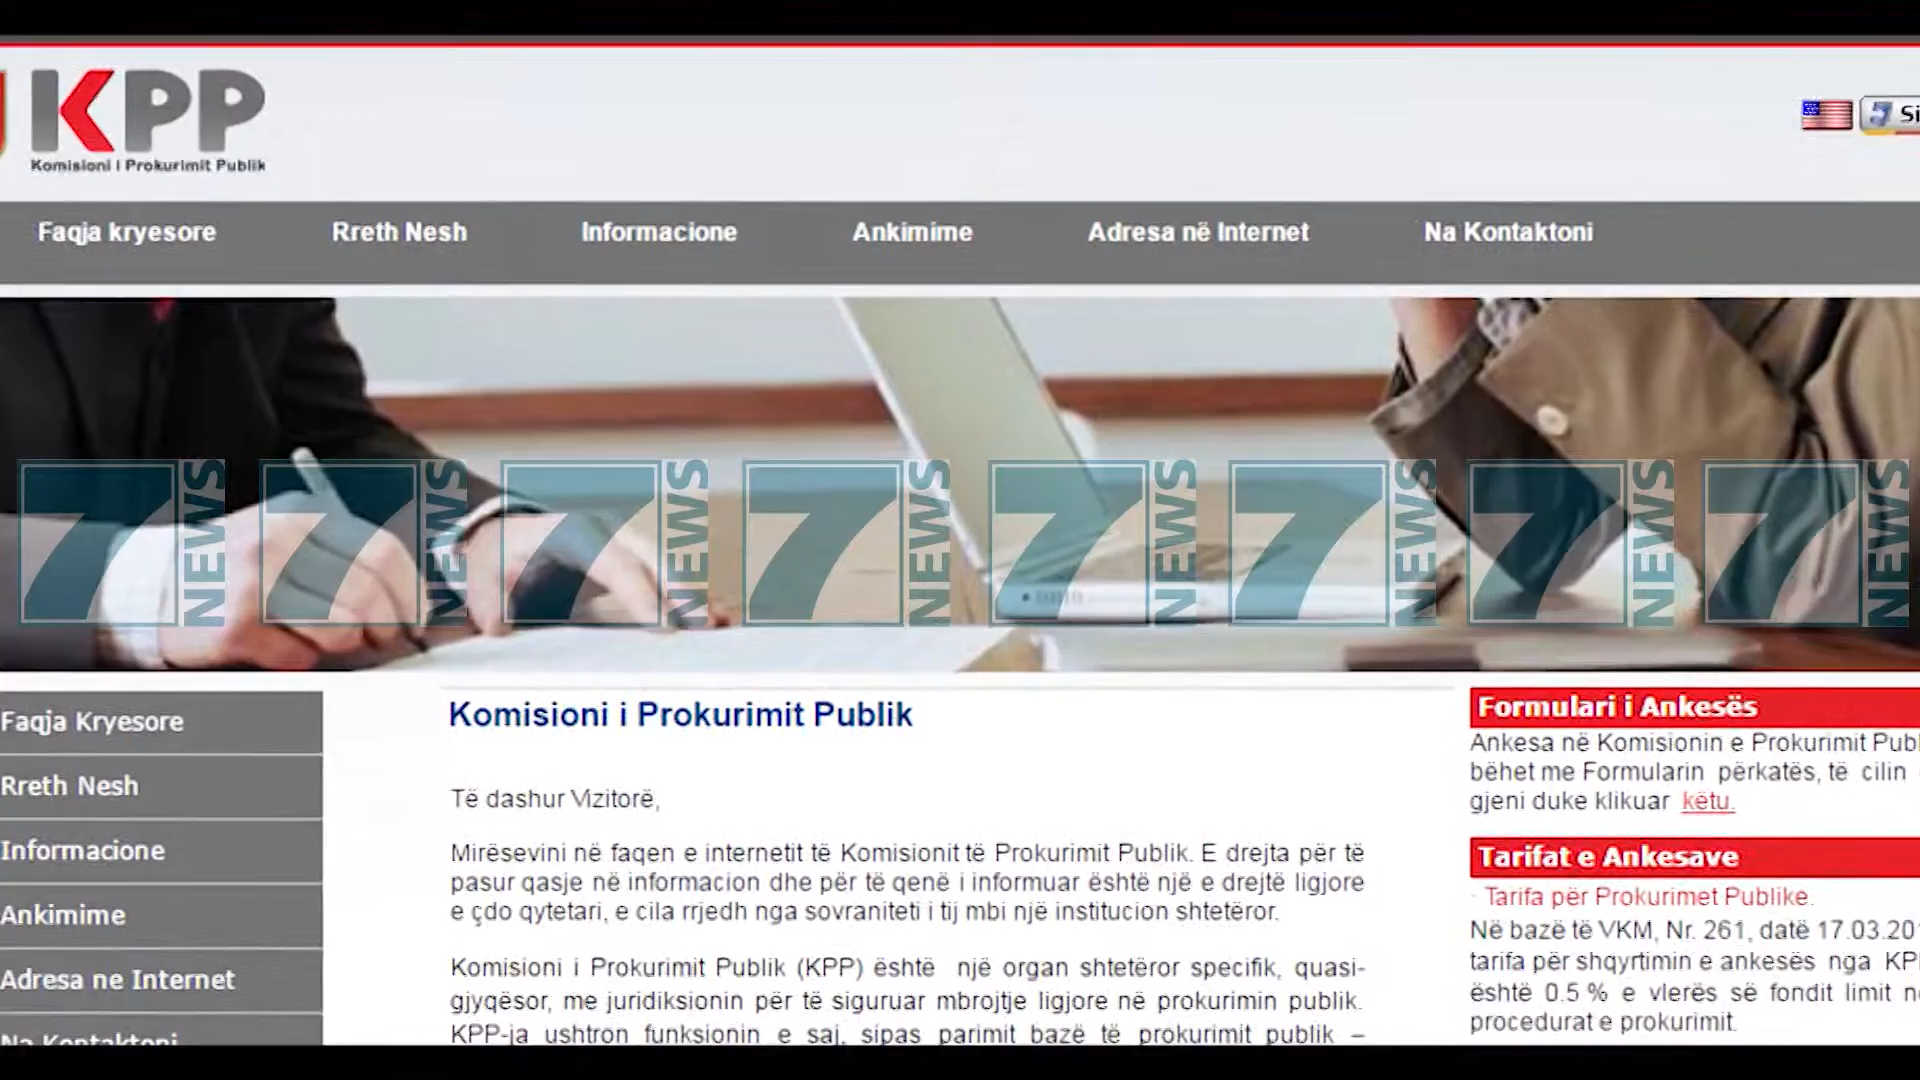 KPP
Komisioni i Prokurimit Publik
Si
Faqja kryesore
Rreth Nesh
Informacione
Ankimime
Adresa në Internet
Na Kontaktoni
7 NEWS 7 NEWS 7 NEWS 7 NEWS 7 NEWS 7 NEWS 7 NEWS 7 NEWS
Faqja Kryesore
Rreth Nesh
Informacione
Ankimime
Adresa ne Internet
Na Kontaktoni
Komisioni i Prokurimit Publik
Të dashur Vizitorë,
Mirësevini në faqen e internetit të Komisionit të Prokurimit Publik. E drejta për të
pasur qasje në informacion dhe për të qenë i informuar është një e drejtë ligjore
e çdo qytetari, e cila rrjedh nga sovraniteti i tij mbi një institucion shtetëror.
Komisioni i Prokurimit Publik (KPP) është një organ shtetëror specifik, quasi-
gjyqësor, me juridiksionin për të siguruar mbrojtje ligjore në prokurimin publik.
KPP-ja ushtron funksionin e saj, sipas parimit bazë të prokurimit publik –
Formulari i Ankesës
Ankesa në Komisionin e Prokurimit Publ
bëhet me Formularin përkatës, të cilin
gjeni duke klikuar këtu.
Tarifat e Ankesave
- Tarifa për Prokurimet Publike.
Në bazë të VKM, Nr. 261, datë 17.03.201
tarifa për shqyrtimin e ankesës nga KPP
është 0.5 % e vlerës së fondit limit në
procedurat e prokurimit.